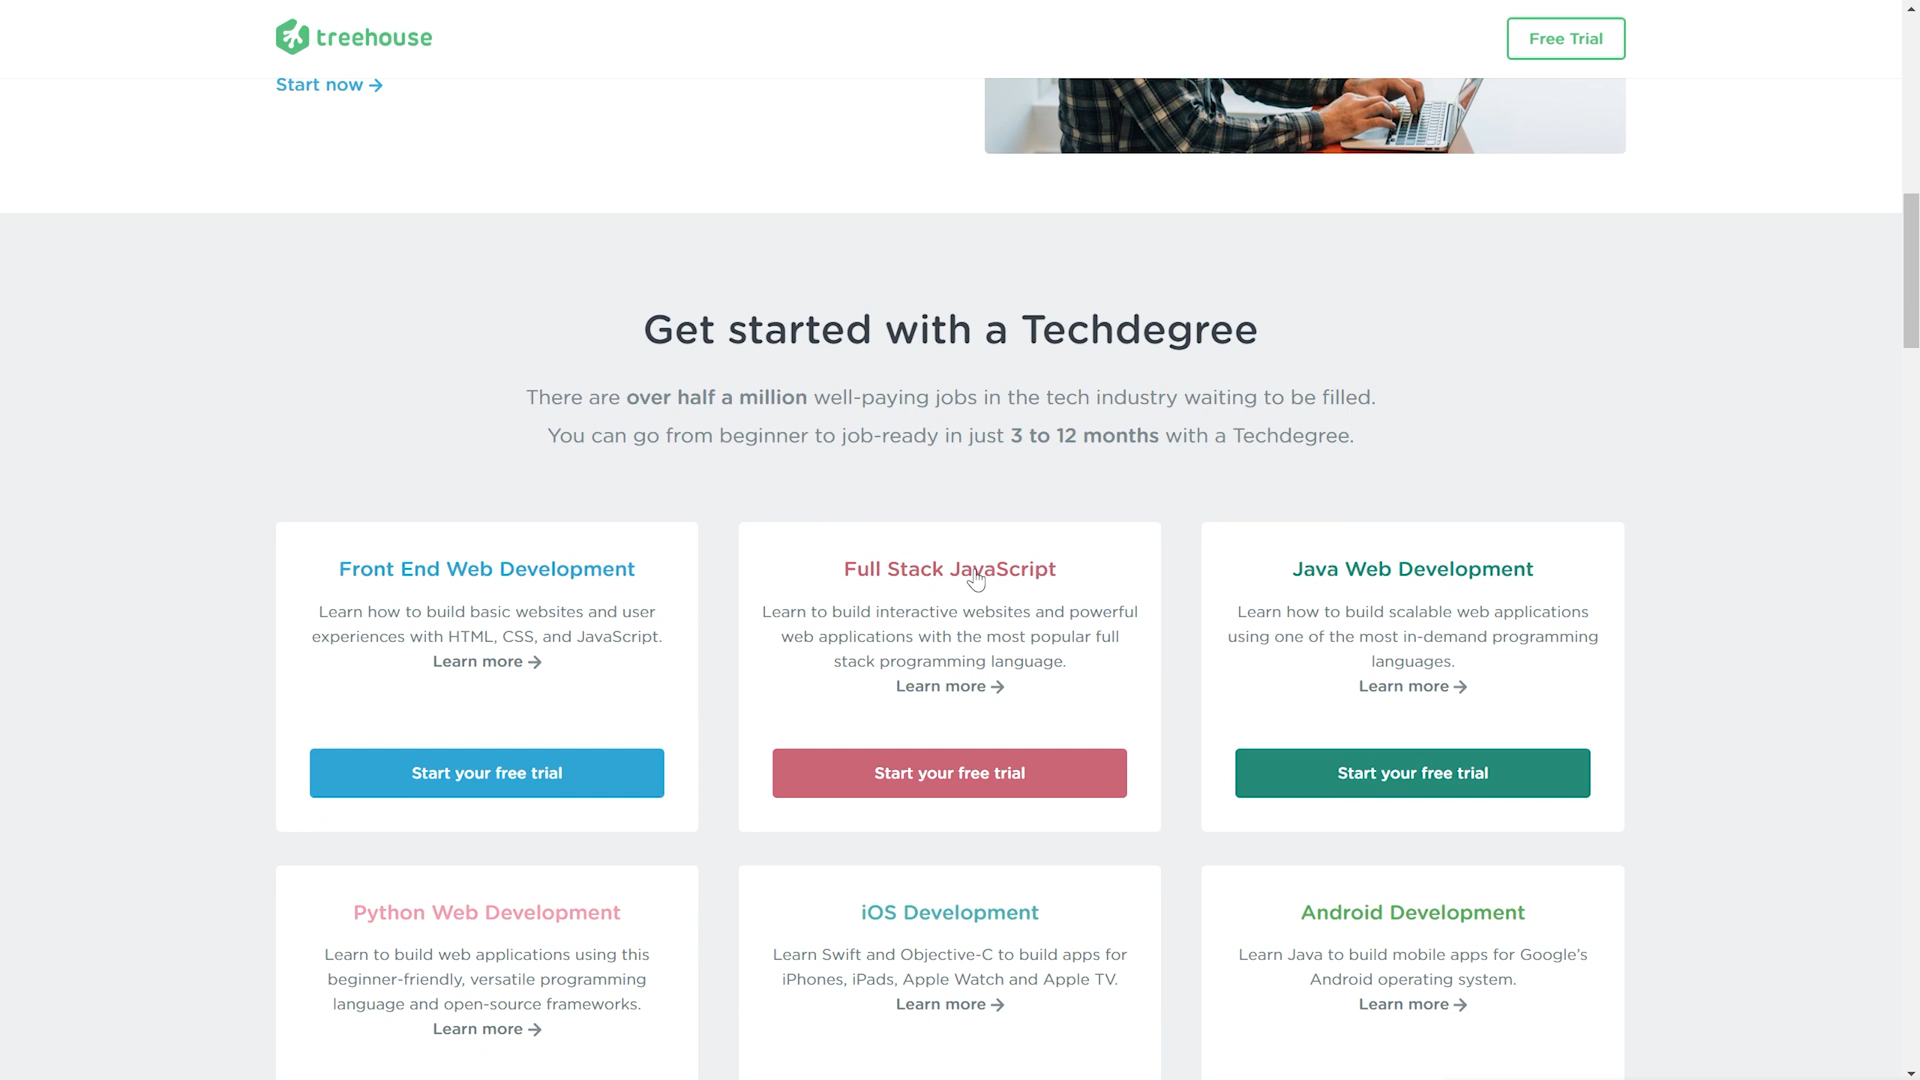 treehouse
Free Trial
Start now →
Get started with a Techdegree
There are over half a million well-paying jobs in the tech industry waiting to be filled.
You can go from beginner to job-ready in just 3 to 12 months with a Techdegree.
Front End Web Development
Learn how to build basic websites and user
experiences with HTML, CSS, and JavaScript.
Learn more →
Start your free trial
Full Stack JavaScript
Learn to build interactive websites and powerful
web applications with the most popular full
stack programming language.
Learn more →
Start your free trial
Java Web Development
Learn how to build scalable web applications
using one of the most in-demand programming
languages.
Learn more →
Start your free trial
Python Web Development
Learn to build web applications using this
beginner-friendly, versatile programming
language and open-source frameworks.
Learn more →
iOS Development
Learn Swift and Objective-C to build apps for
iPhones, iPads, Apple Watch and Apple TV.
Learn more →
Android Development
Learn Java to build mobile apps for Google’s
Android operating system.
Learn more →